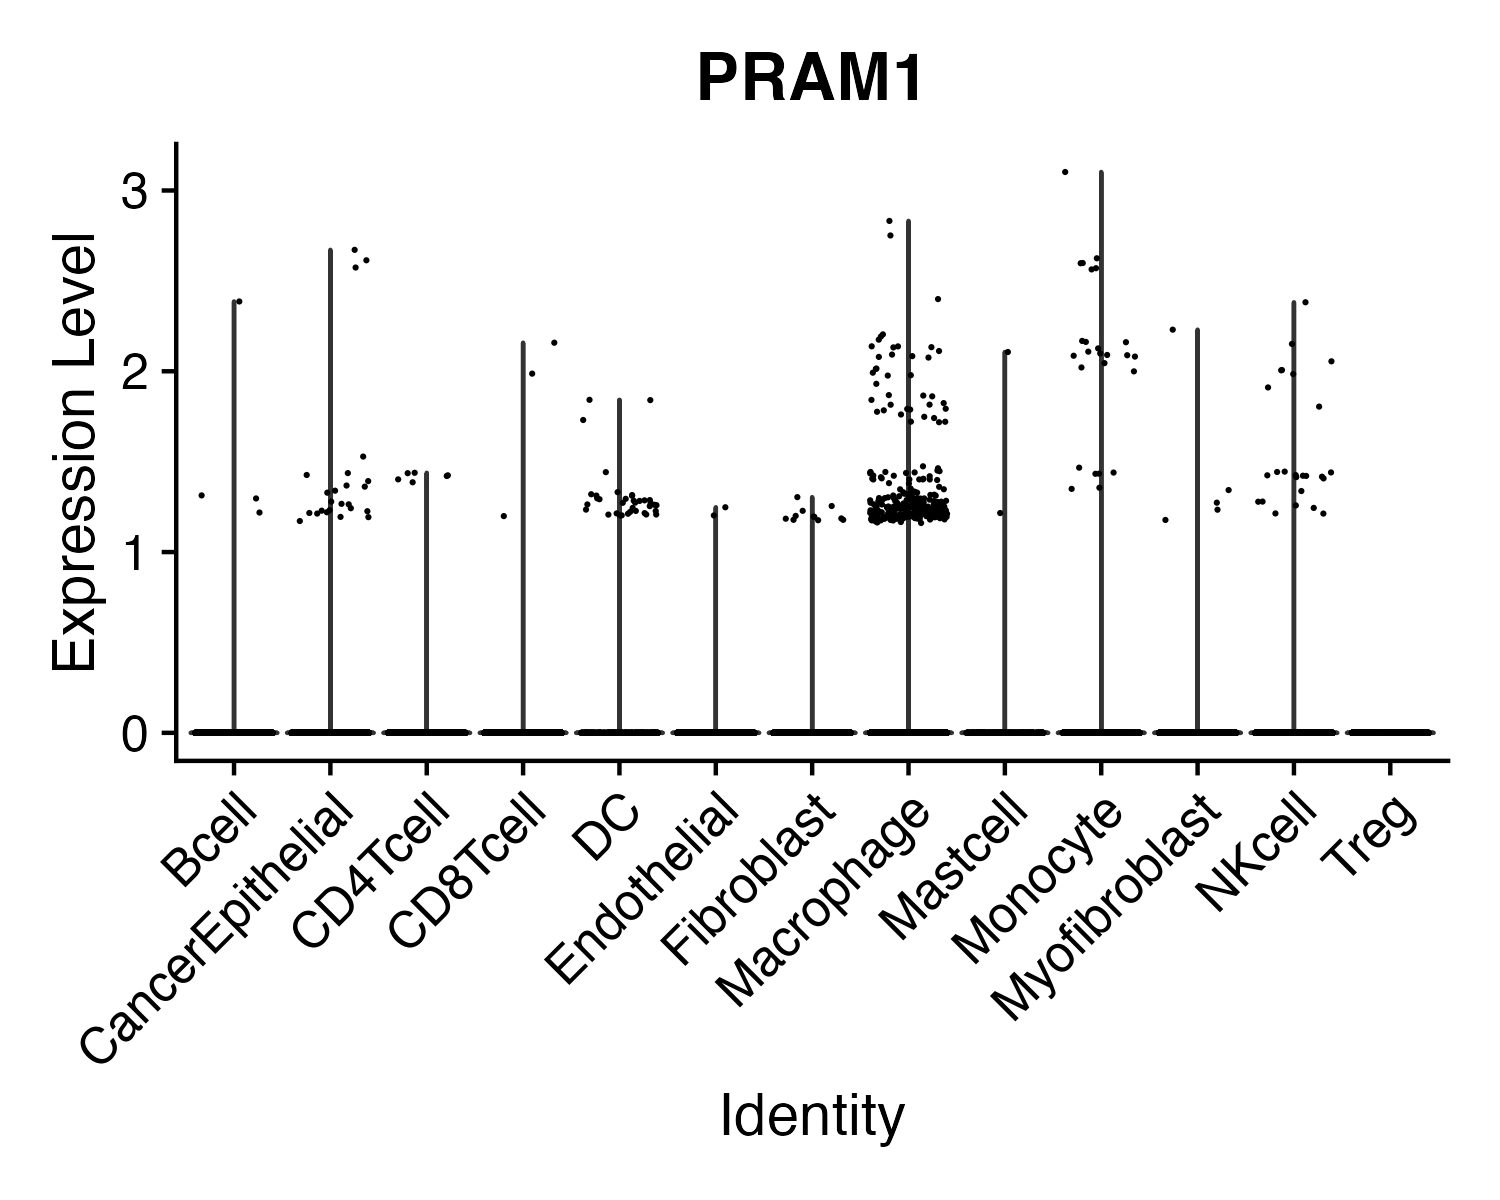 PRAM1
Expression Level
3
2
1
0
Bcell
CancerEpithelial
CD4Tcell
CD8Tcell
DC
Endothelial
Fibroblast
Macrophage
Mastcell
Monocyte
Myofibroblast
NKcell
Treg
Identity